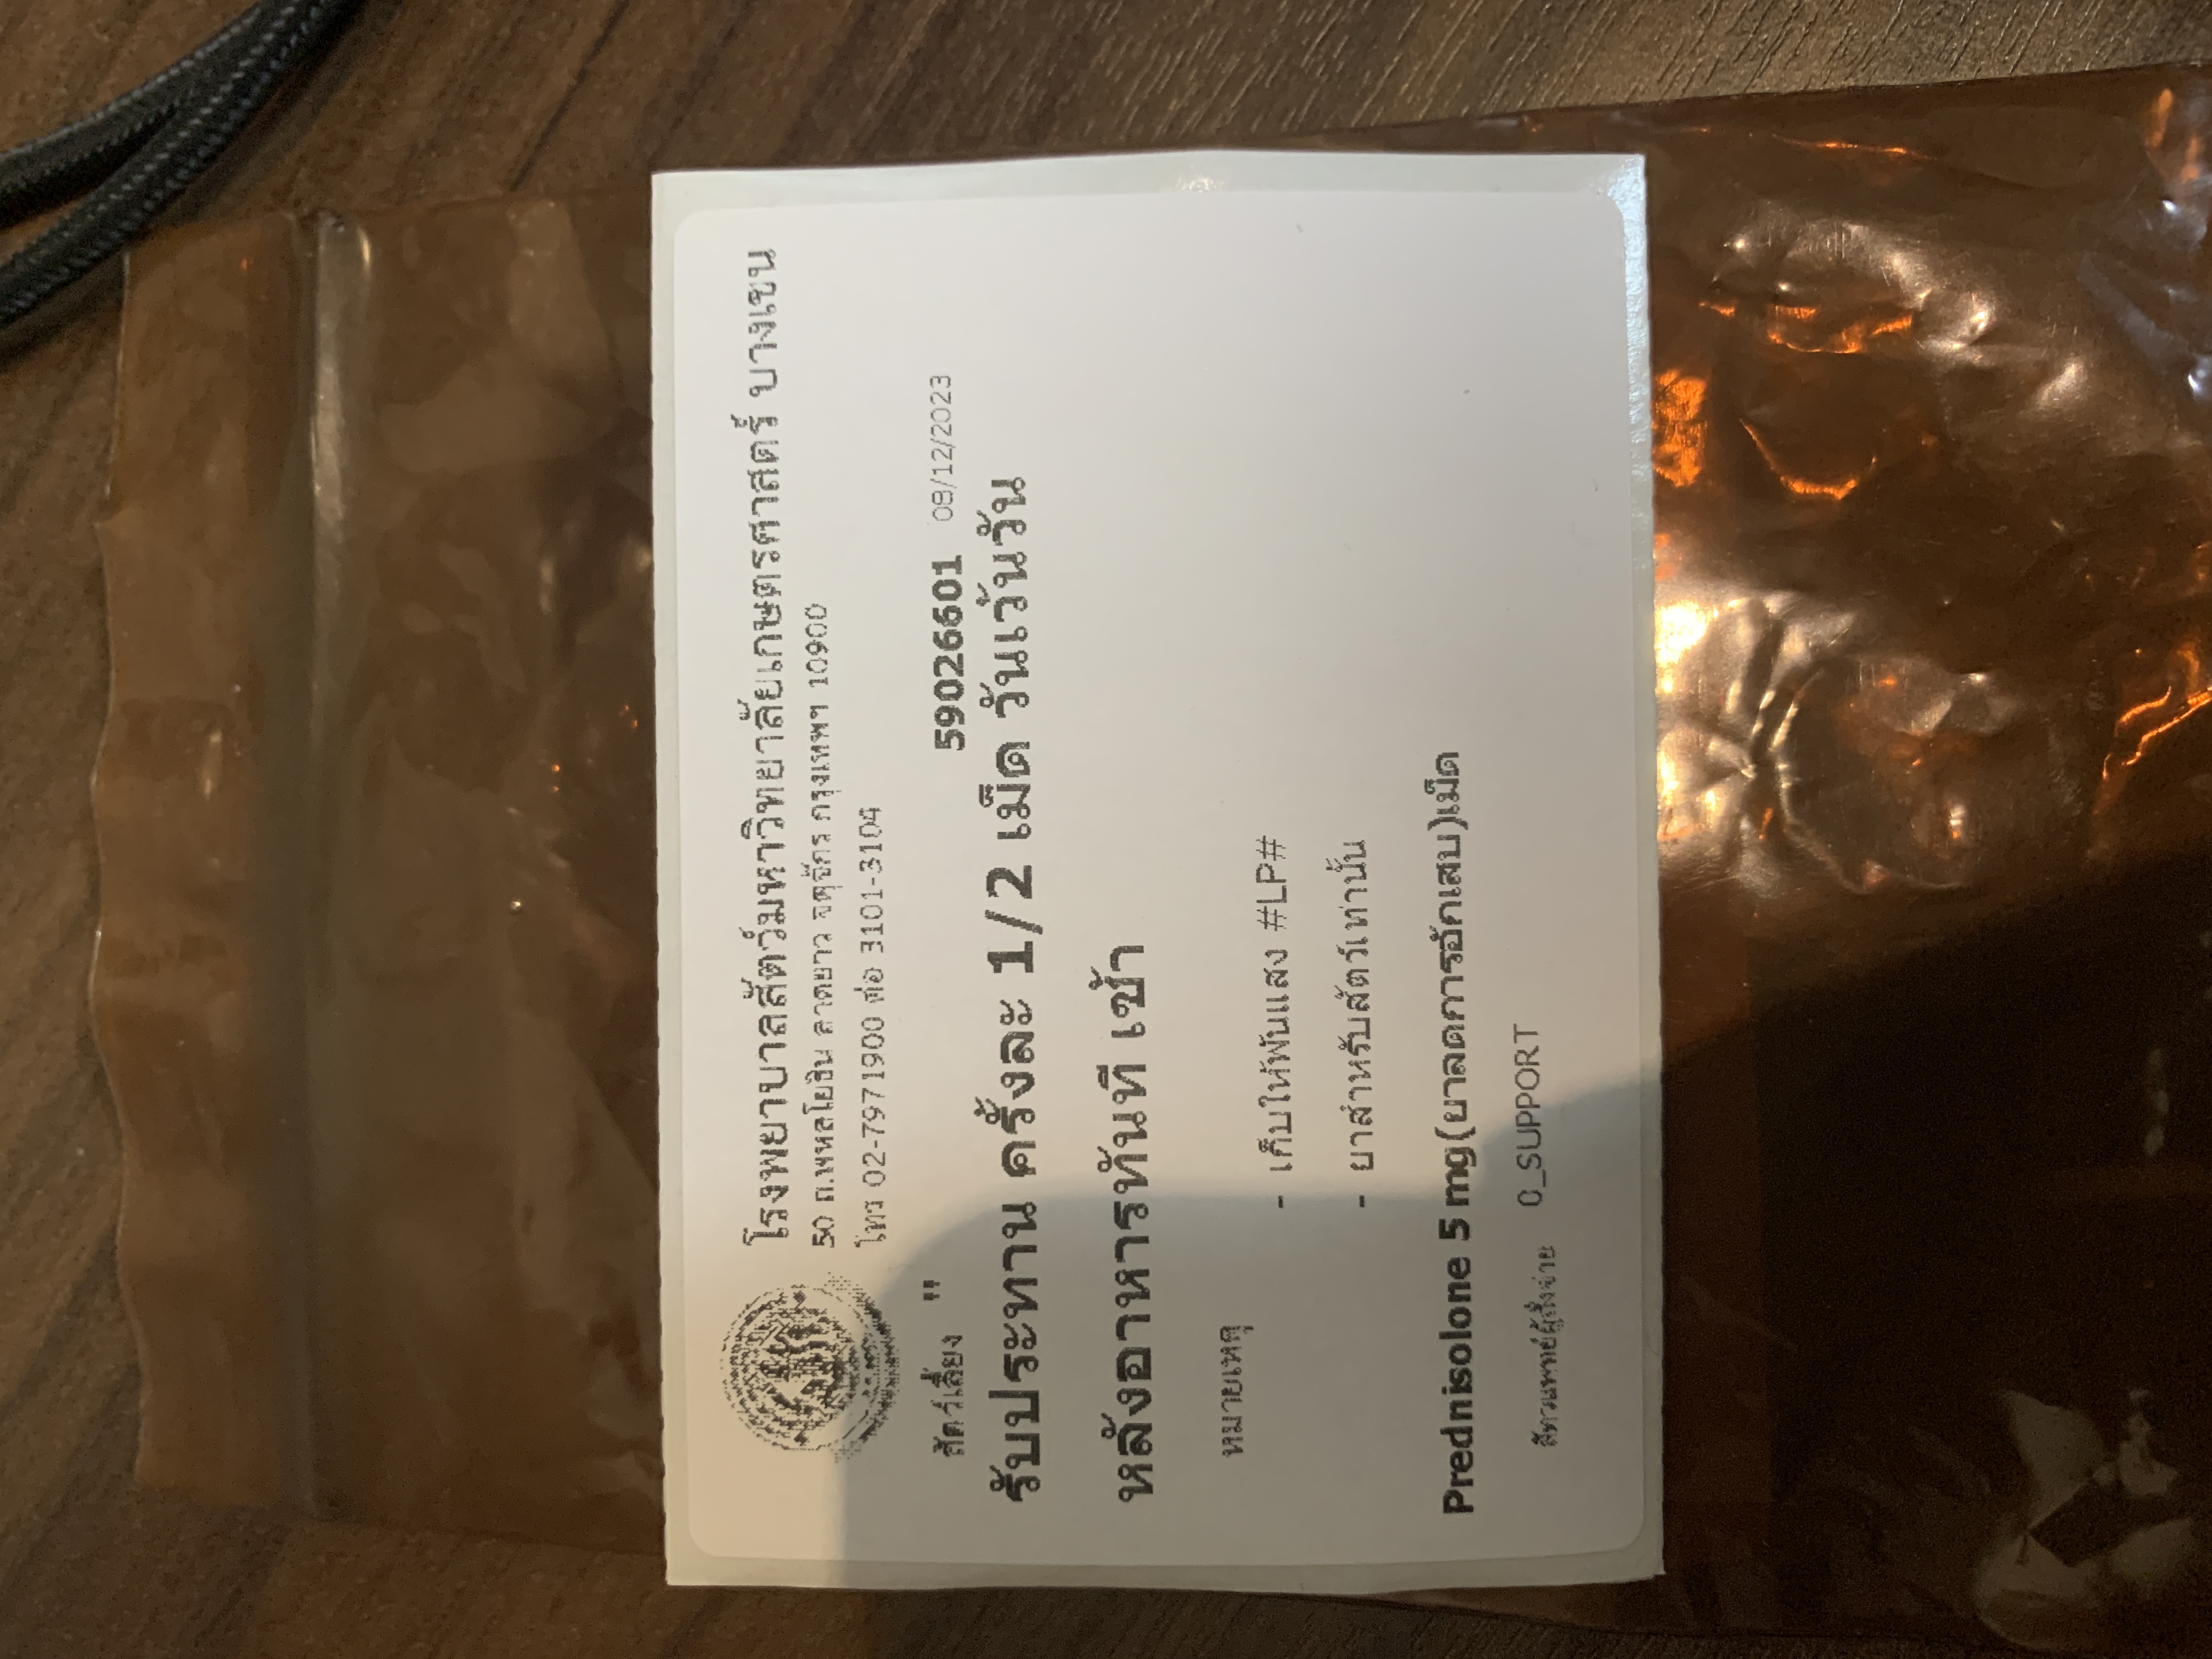 โรงพยาบาลสัตว์มหาวิทยาลัยเกษตรศาสตร์ บางเขน
50 ถ.พหลโยธิน ลาดยาว จตุจักร กรุงเทพฯ 10900
โทร 02-7971900 ต่อ 3101-3104
สัตว์เลี้ยง " 59026601 08/12/2023
รับประทาน ครั้งละ 1/2 เม็ด วันเว้นวัน
หลังอาหารทันที เช้า
หมายเหตุ
- เก็บให้พ้นแสง #LP#
- ยาสำหรับสัตว์เท่านั้น
Prednisolone 5 mg(ยาลดการอักเสบ)เม็ด
สัตวแพทย์ผู้สั่งจ่าย 0_SUPPORT